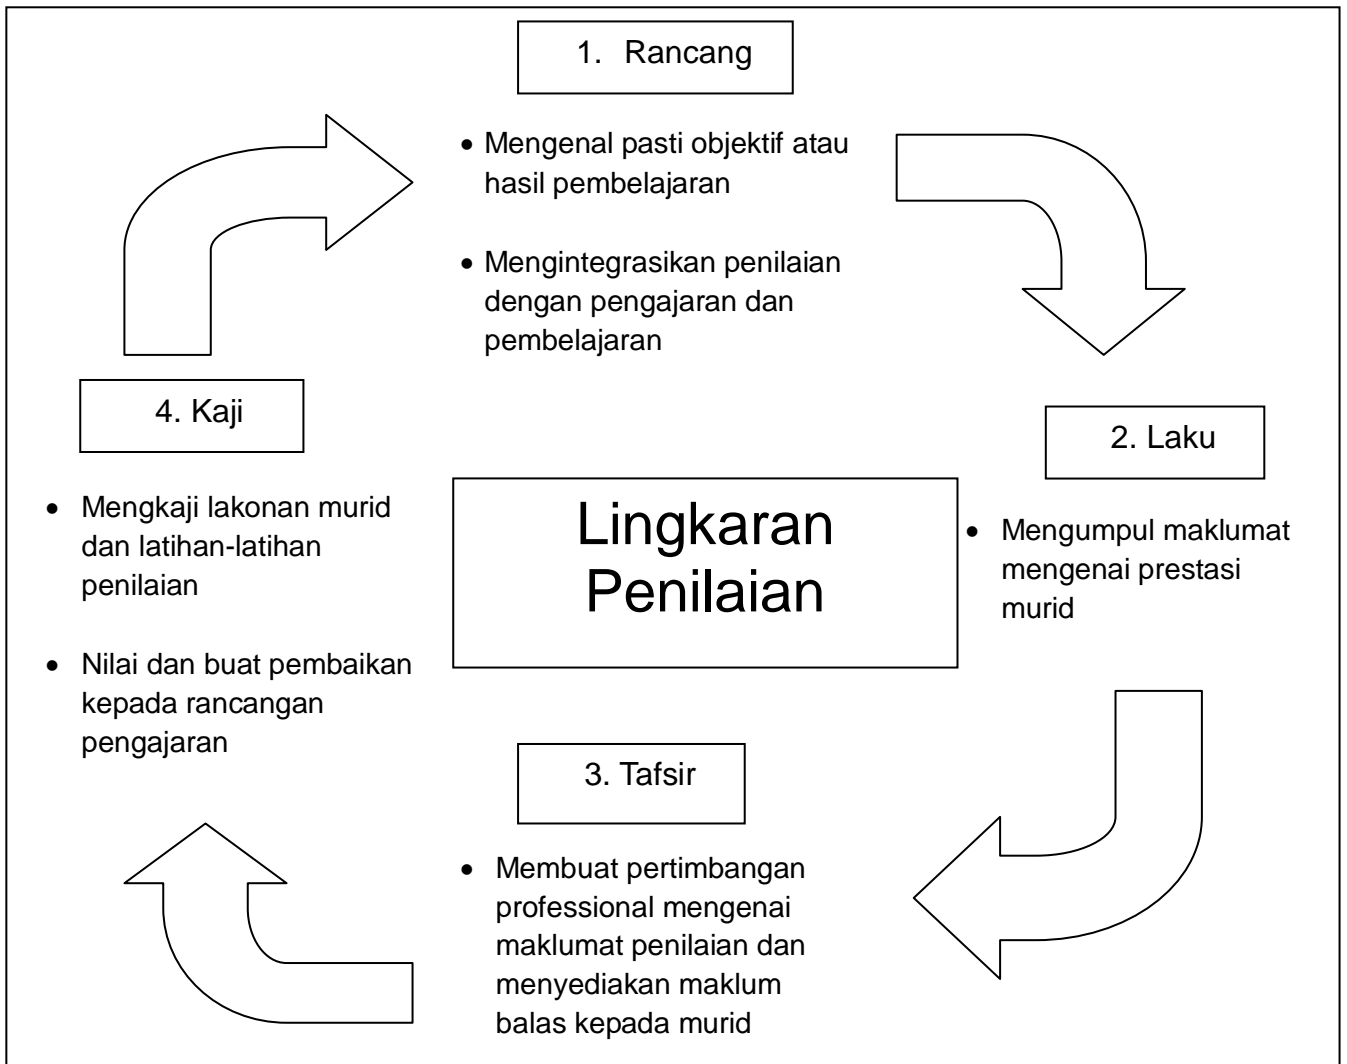 1. Rancang
• Mengenal pasti objektif atau
hasil pembelajaran
• Mengintegrasikan penilaian
dengan pengajaran dan
pembelajaran
2. Laku
• Mengumpul maklumat
mengenai prestasi
murid
3. Tafsir
• Membuat pertimbangan
professional mengenai
maklumat penilaian dan
menyediakan maklum
balas kepada murid
4. Kaji
• Mengkaji lakonan murid
dan latihan-latihan
penilaian
• Nilai dan buat pembaikan
kepada rancangan
pengajaran
Lingkaran
Penilaian